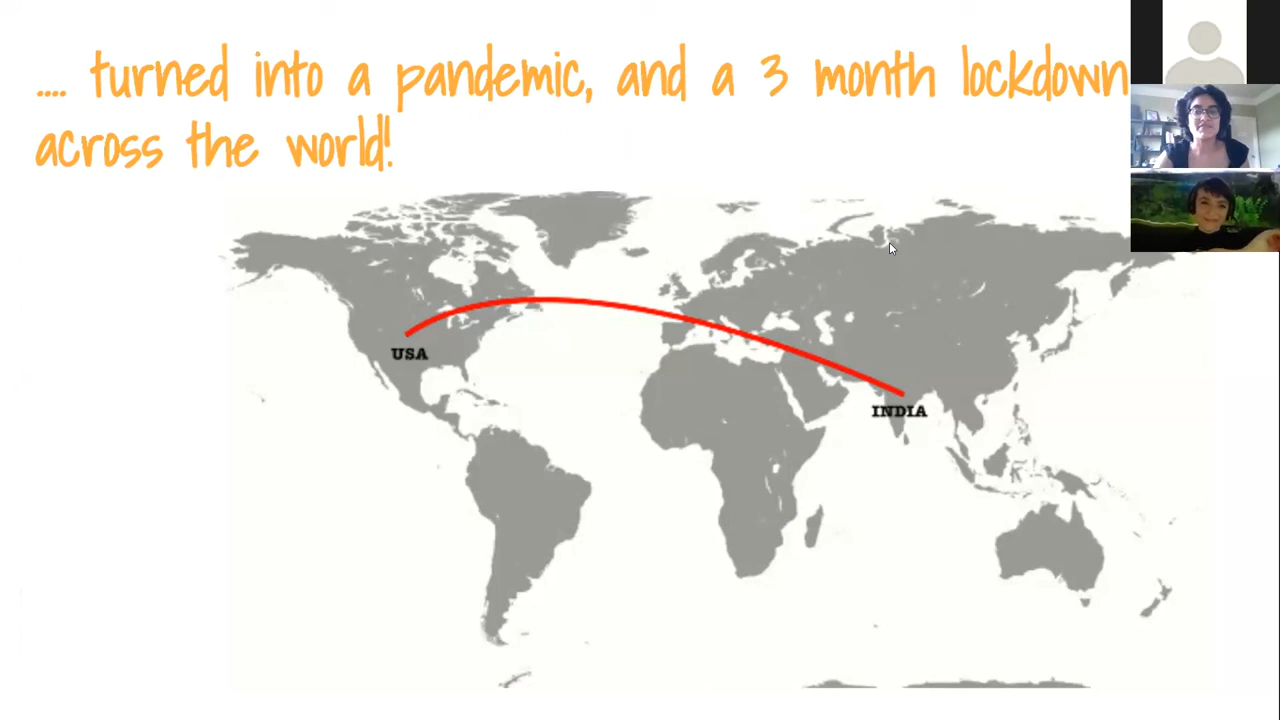 .... turned into a pandemic, and a 3 month lockdown
across the world!
USA
INDIA